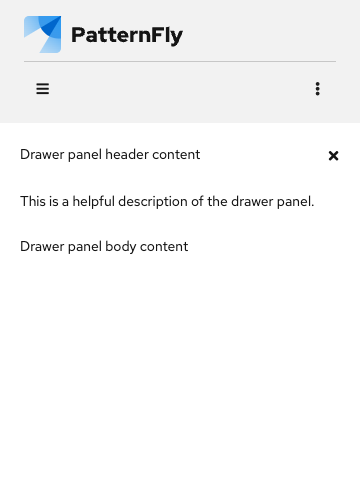 PatternFly
Drawer panel header content
This is a helpful description of the drawer panel.
Drawer panel body content